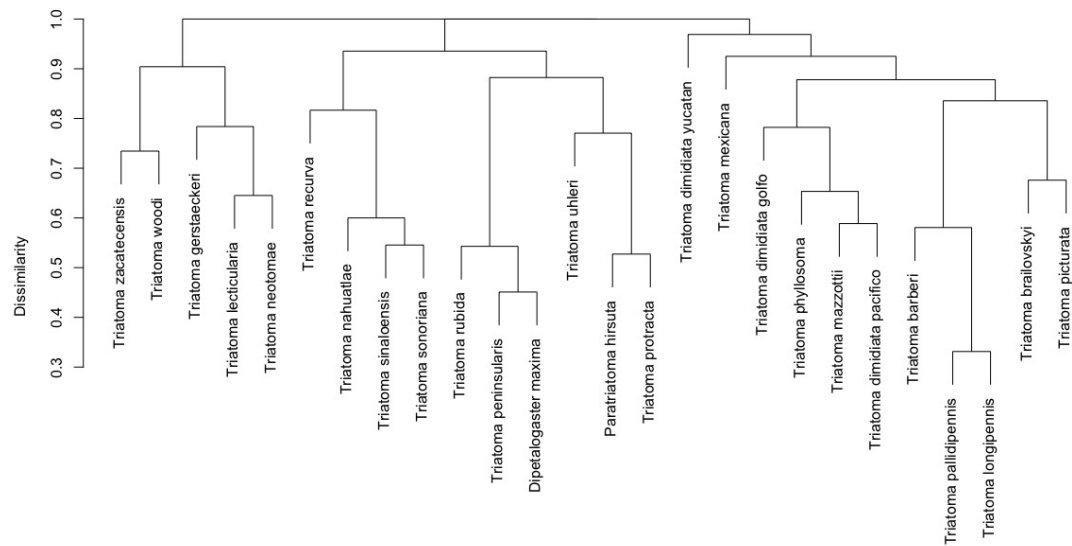 Dissimilarity
1.0
0.9
0.8
0.7
0.6
0.5
0.4
0.3
Triatoma zacatecensis
Triatoma woodi
Triatoma gerstaeckeri
Triatoma lecticularia
Triatoma neotomae
Triatoma recurva
Triatoma nahuatlae
Triatoma sinaloensis
Triatoma sonoriana
Triatoma rubida
Triatoma peninsularis
Dipetalogaster maxima
Triatoma uhleri
Paratriatoma hirsuta
Triatoma protracta
Triatoma dimidiata yucatan
Triatoma mexicana
Triatoma dimidiata golfo
Triatoma phyllosoma
Triatoma mazzottii
Triatoma dimidiata pacifico
Triatoma barberi
Triatoma pallidipennis
Triatoma longipennis
Triatoma brailovskyi
Triatoma picturata